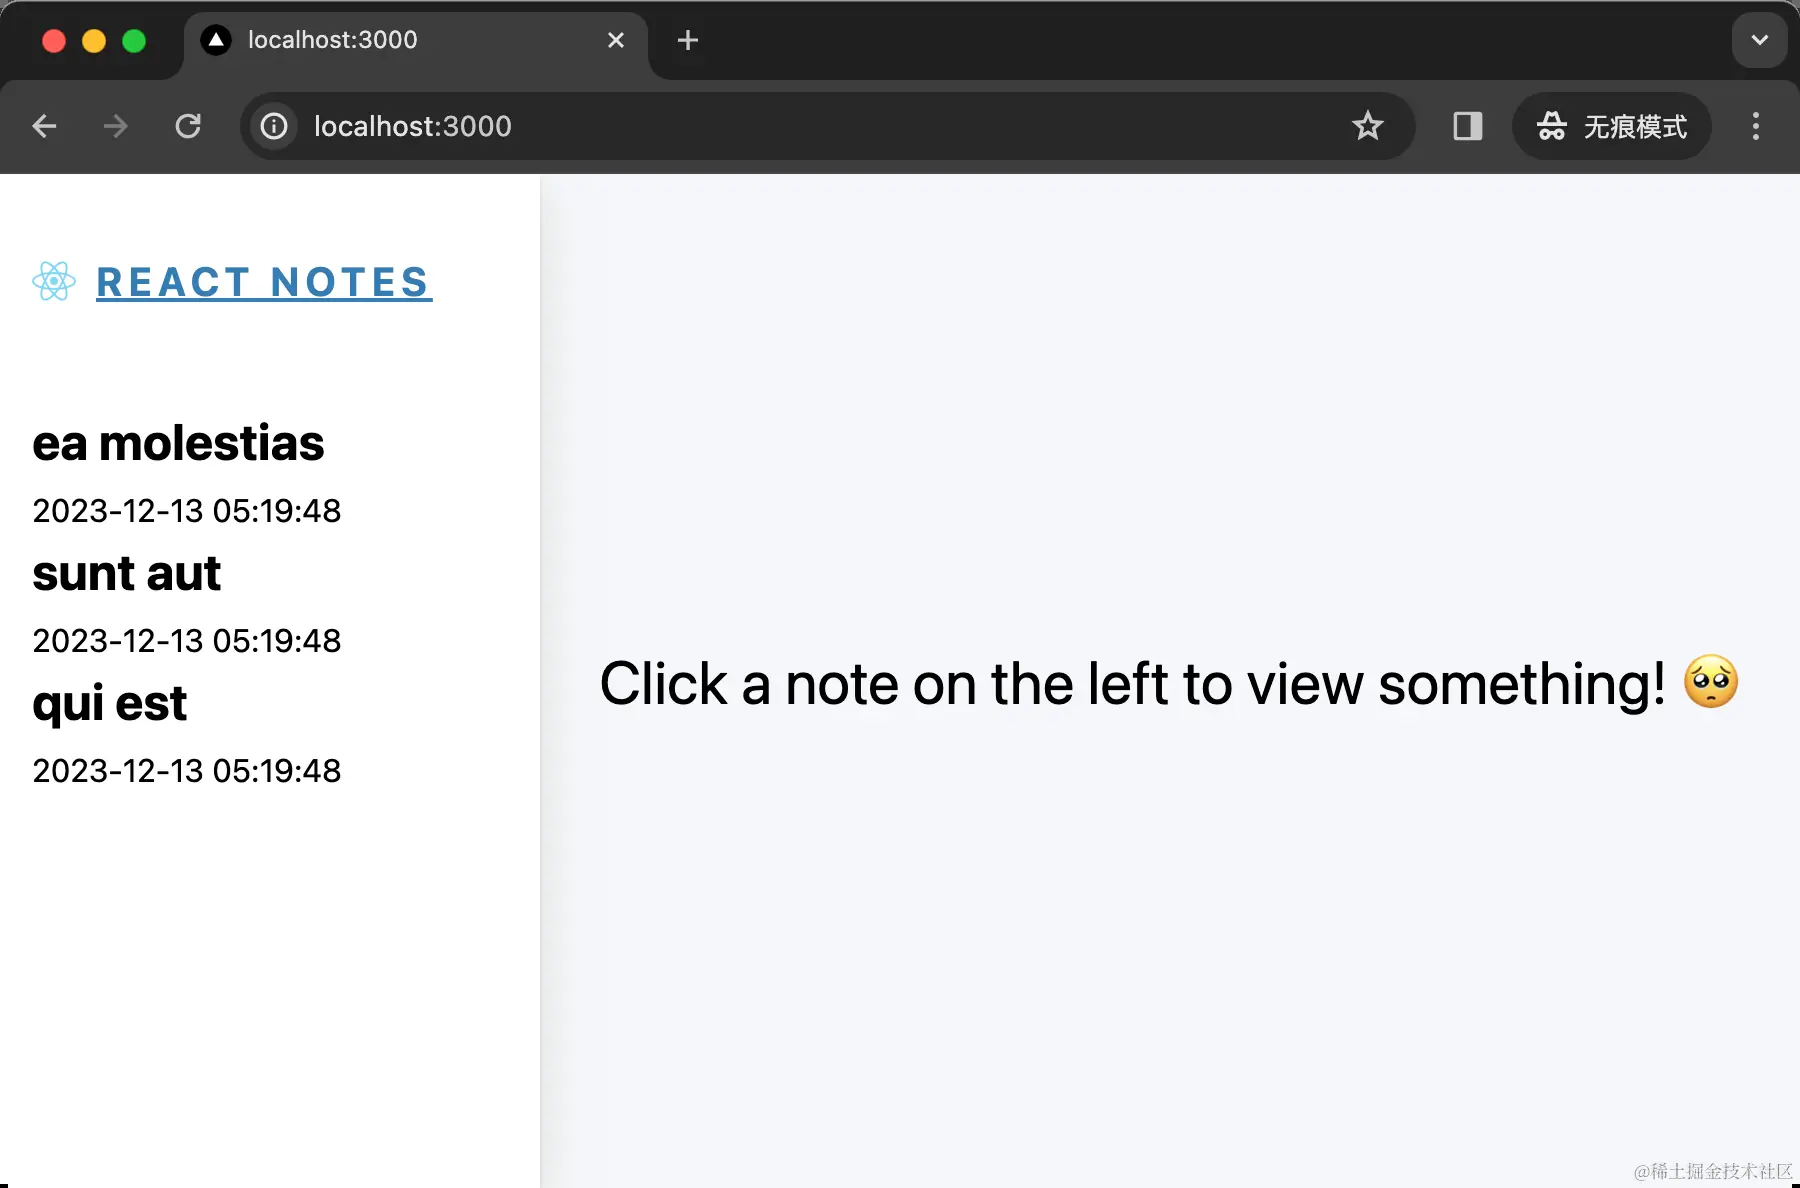 localhost:3000
localhost:3000
无痕模式
REACT NOTES
ea molestias
2023-12-13 05:19:48
sunt aut
2023-12-13 05:19:48
qui est
2023-12-13 05:19:48
Click a note on the left to view something! 🥺
@稀土掘金技术社区